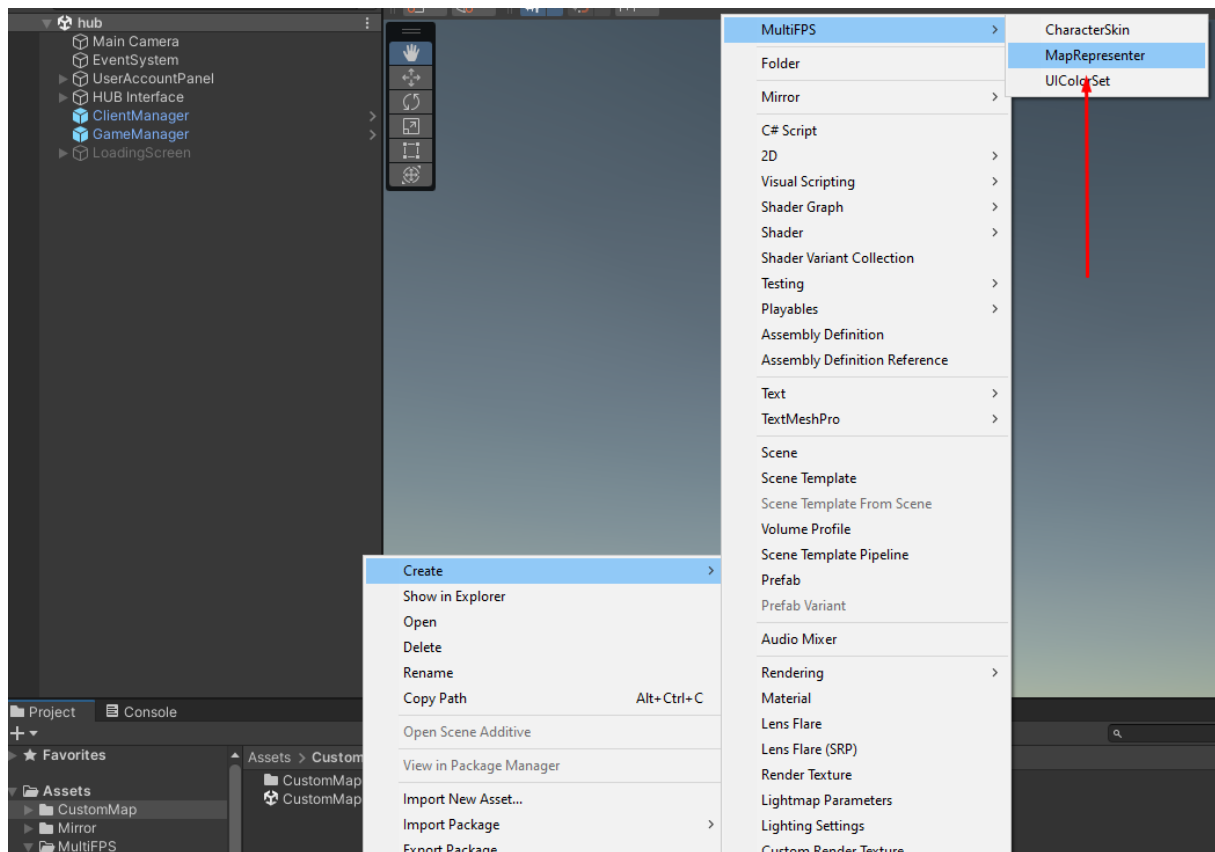 hub
Main Camera
EventSystem
UserAccountPanel
HUB Interface
ClientManager
GameManager
LoadingScreen
MultiFPS
Folder
Mirror
C# Script
2D
Visual Scripting
Shader Graph
Shader
Shader Variant Collection
Testing
Playables
Assembly Definition
Assembly Definition Reference
Text
TextMeshPro
Scene
Scene Template
Scene Template From Scene
Volume Profile
Scene Template Pipeline
Prefab
Prefab Variant
Audio Mixer
Rendering
Material
Lens Flare
Lens Flare (SRP)
Render Texture
Lightmap Parameters
Lighting Settings
Custom Render Texture
CharacterSkin
MapRepresenter
UIColorSet
Create
Show in Explorer
Open
Delete
Rename
Copy Path Alt+Ctrl+C
Open Scene Additive
View in Package Manager
Import New Asset...
Import Package
Export Package
Project Console
Favorites
Assets
CustomMap
Mirror
MultiFPS
Assets > Custom
CustomMap
CustomMap